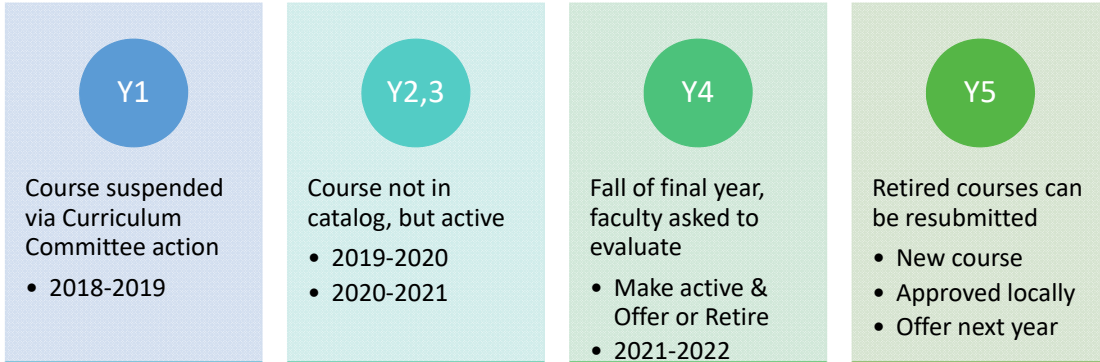 Y1
Course suspended
via Curriculum
Committee action
• 2018-2019
Y2,3
Course not in
catalog, but active
• 2019-2020
• 2020-2021
Y4
Fall of final year,
faculty asked to
evaluate
• Make active &
Offer or Retire
• 2021-2022
Y5
Retired courses can
be resubmitted
• New course
• Approved locally
• Offer next year